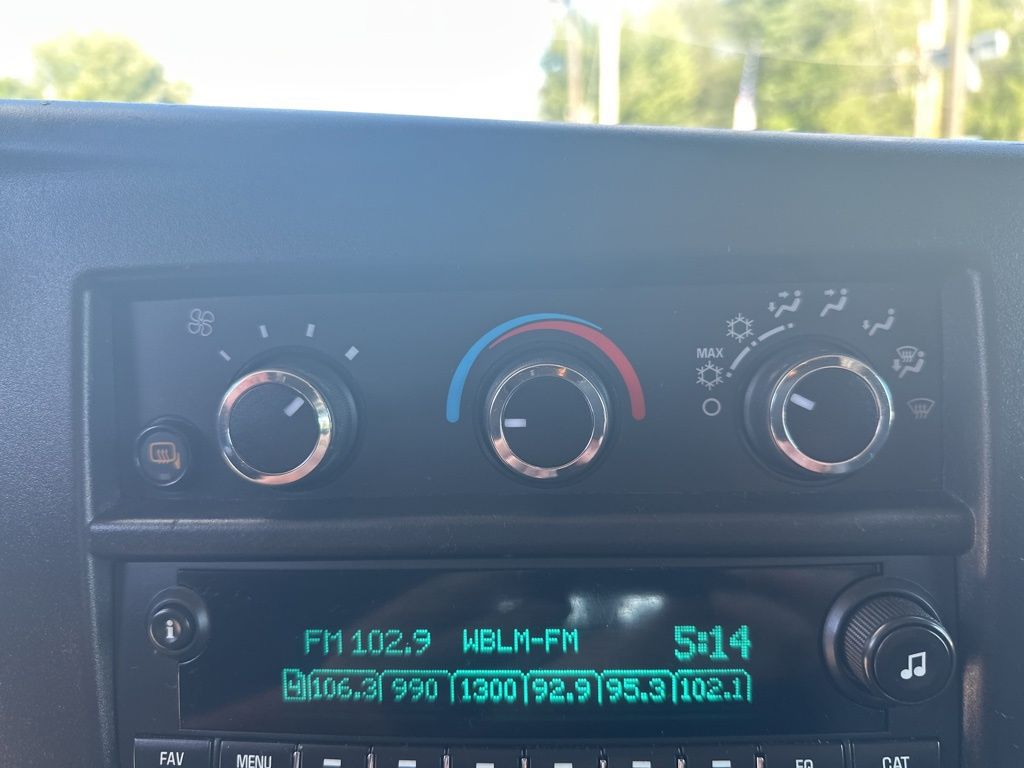 MAX
FM 102.9 WBLM-FM 5:14
106.3 990 1300 92.9 95.3 102.1
i
FAV MENU EQ CAT